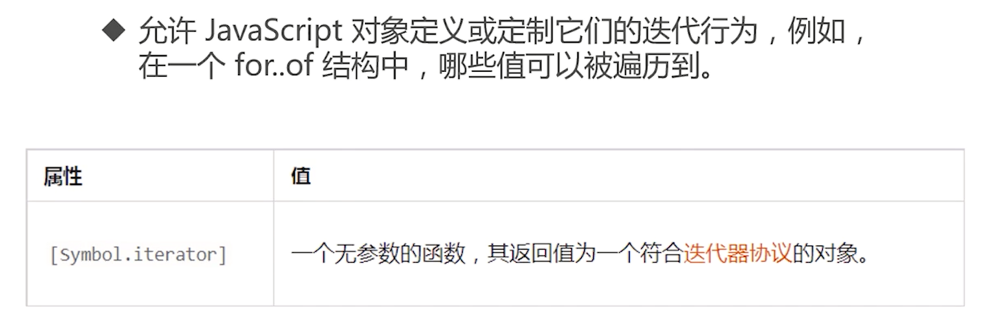 ◆ 允许 JavaScript 对象定义或定制它们的迭代行为，例如，
在一个 for..of 结构中，哪些值可以被遍历到。
属性 值
[Symbol.iterator] 一个无参数的函数，其返回值为一个符合迭代器协议的对象。